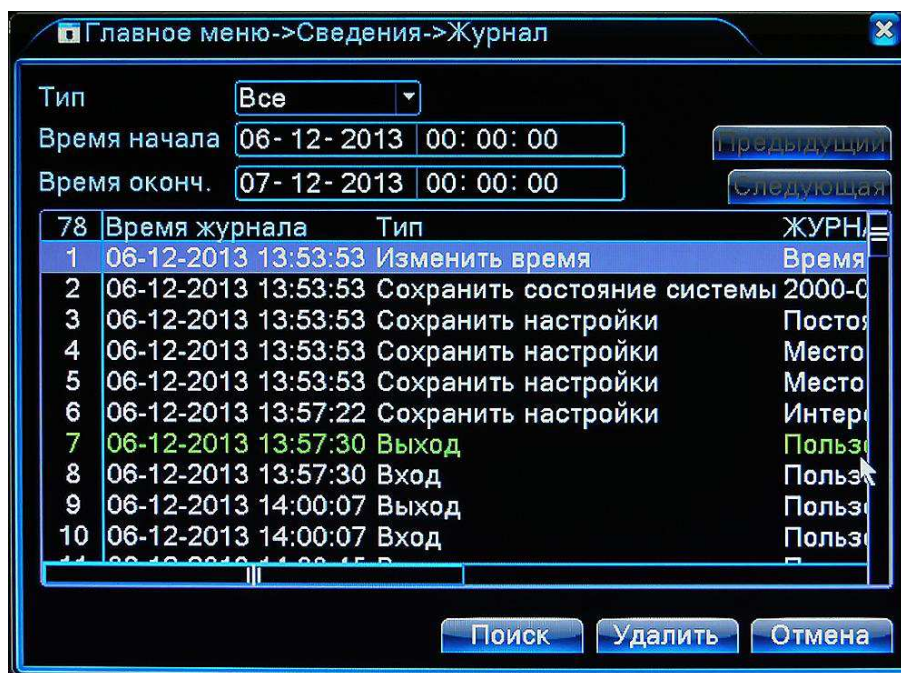 Главное меню->Сведения->Журнал
Тип Все
Время начала 06- 12- 2013 00: 00: 00
Предыдущий
Время оконч. 07- 12- 2013 00: 00: 00
Следующая
78 Время журнала Тип
1 06-12-2013 13:53:53 Изменить время Время
2 06-12-2013 13:53:53 Сохранить состояние системы
3 06-12-2013 13:53:53 Сохранить настройки
4 06-12-2013 13:53:53 Сохранить настройки Место
5 06-12-2013 13:53:53 Сохранить настройки Место
6 06-12-2013 13:57:22 Сохранить настройки
7 06-12-2013 13:57:30 Выход
8 06-12-2013 13:57:30 Вход
9 06-12-2013 14:00:07 Выход
10 06-12-2013 14:00:07 Вход
Поиск Удалить Отмена